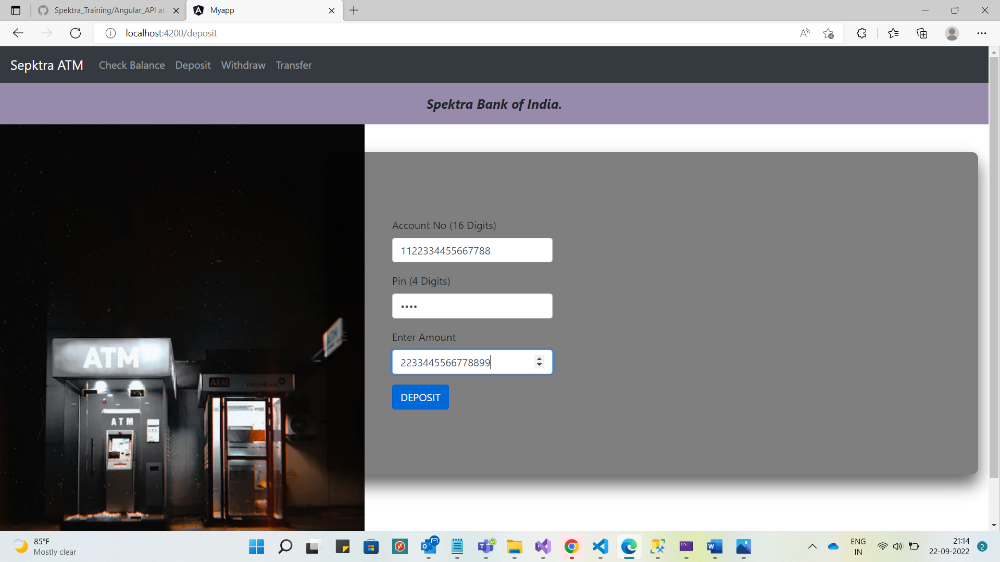 Spektra_Training/Angular_API at
Myapp
localhost:4200/deposit
Sepktra ATM
Check Balance
Deposit
Withdraw
Transfer
Spektra Bank of India.
Account No (16 Digits)
1122334455667788
Pin (4 Digits)
••••
Enter Amount
2233445566778899
DEPOSIT
ATM
ATM
VietinBank
ATM
85°F
Mostly clear
ENG
IN
21:14
22-09-2022
2